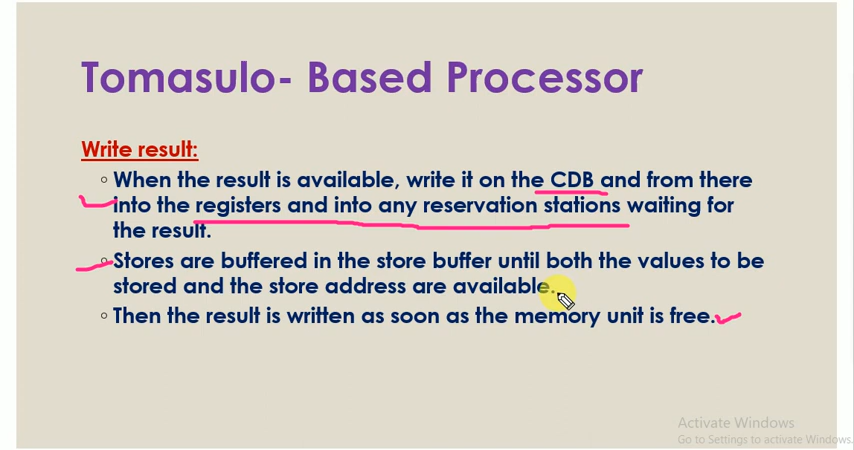 Tomasulo- Based Processor
Write result:
◦ When the result is available, write it on the CDB and from there
into the registers and into any reservation stations waiting for
the result.
◦ Stores are buffered in the store buffer until both the values to be
stored and the store address are available.
◦ Then the result is written as soon as the memory unit is free.
Activate Windows
Go to Settings to activate Windows.